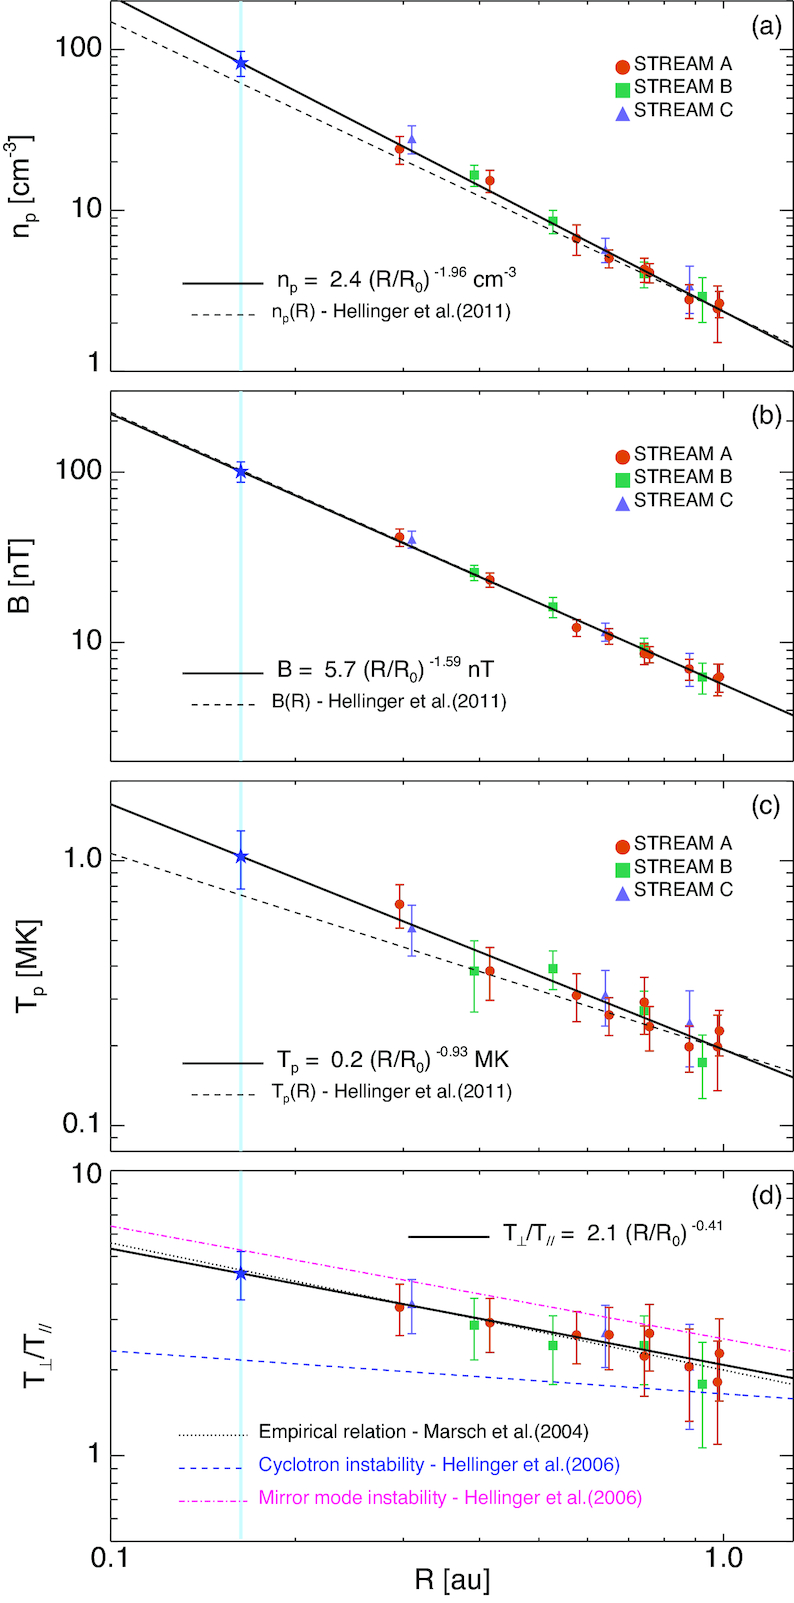 (a)
100
10
1
n_p [cm^-3]
STREAM A
STREAM B
STREAM C
n_p = 2.4 (R/R_0)^-1.96 cm^-3
n_p(R) - Hellinger et al.(2011)
(b)
100
10
B [nT]
STREAM A
STREAM B
STREAM C
B = 5.7 (R/R_0)^-1.59 nT
B(R) - Hellinger et al.(2011)
(c)
1.0
0.1
T_p [MK]
STREAM A
STREAM B
STREAM C
T_p = 0.2 (R/R_0)^-0.93 MK
T_p(R) - Hellinger et al.(2011)
(d)
10
1
T_⊥/T_//
T_⊥/T_// = 2.1 (R/R_0)^-0.41
Empirical relation - Marsch et al.(2004)
Cyclotron instability - Hellinger et al.(2006)
Mirror mode instability - Hellinger et al.(2006)
0.1 1.0
R [au]